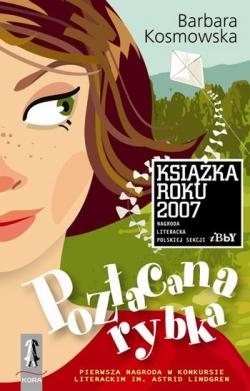 Barbara
Kosmowska
KSIĄŻKA
ROKU
2007
NAGRODA
LITERACKA
POLSKIEJ SEKCJI iBbY
Pozłacana
rybka
KORA
PIERWSZA NAGRODA W KONKURSIE
LITERACKIM IM. ASTRID LINDGREN